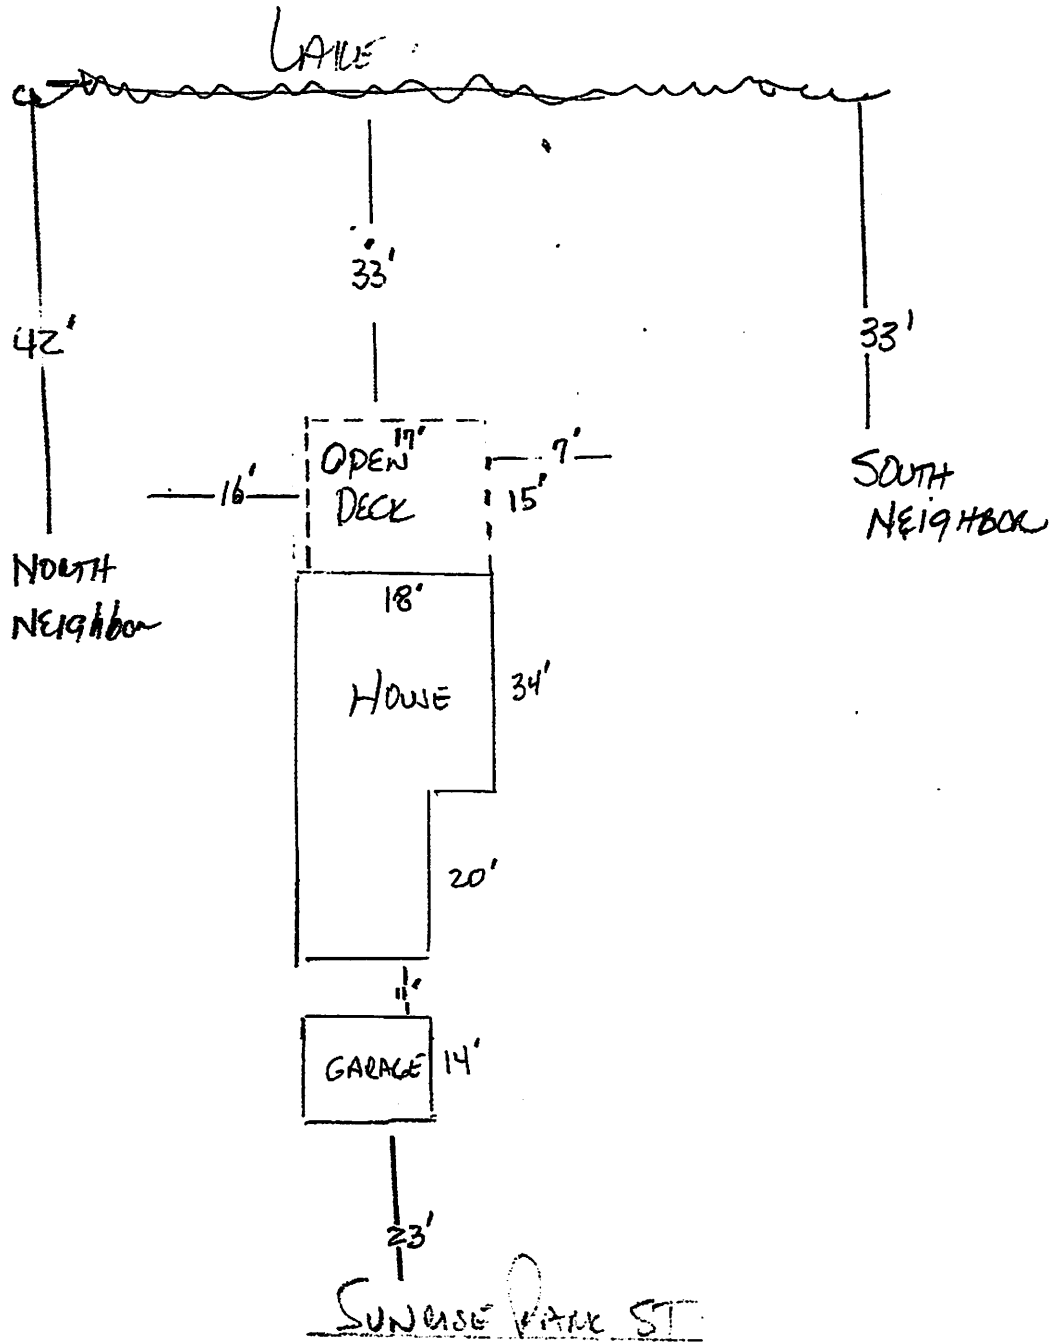 LAKE
33'
42'
33'
17'
OPEN
DECK
7'
16'
15'
SOUTH
NEIGHBOR
NORTH
NEighbor
18'
HOUSE
34'
20'
11'
GARAGE
14'
23'
SUNRISE PARK ST